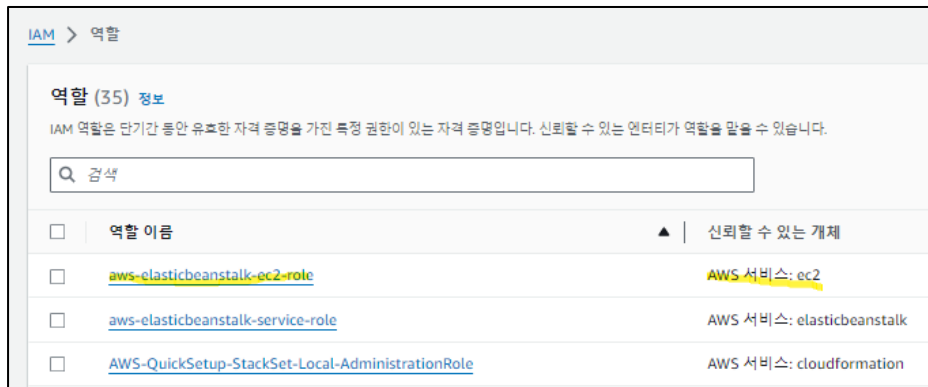 IAM > 역할
역할 (35) 정보
IAM 역할은 단기간 동안 유효한 자격 증명을 가진 특정 권한이 있는 자격 증명입니다. 신뢰할 수 있는 엔터티가 역할을 맡을 수 있습니다.
검색
역할 이름 ▲ 신뢰할 수 있는 개체
aws-elasticbeanstalk-ec2-role AWS 서비스: ec2
aws-elasticbeanstalk-service-role AWS 서비스: elasticbeanstalk
AWS-QuickSetup-StackSet-Local-AdministrationRole AWS 서비스: cloudformation